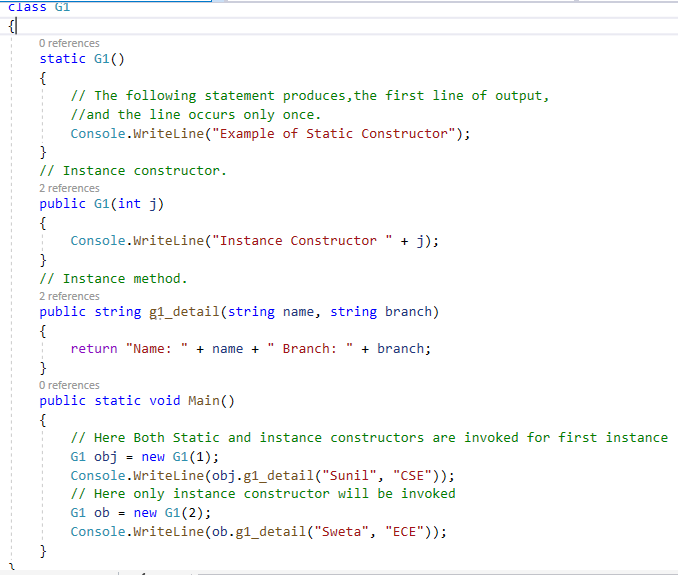 class G1
{
0 references
static G1()
{
// The following statement produces,the first line of output,
//and the line occurs only once.
Console.WriteLine("Example of Static Constructor");
}
// Instance constructor.
2 references
public G1(int j)
{
Console.WriteLine("Instance Constructor " + j);
}
// Instance method.
2 references
public string g1_detail(string name, string branch)
{
return "Name: " + name + " Branch: " + branch;
}
0 references
public static void Main()
{
// Here Both Static and instance constructors are invoked for first instance
G1 obj = new G1(1);
Console.WriteLine(obj.g1_detail("Sunil", "CSE"));
// Here only instance constructor will be invoked
G1 ob = new G1(2);
Console.WriteLine(ob.g1_detail("Sweta", "ECE"));
}
}